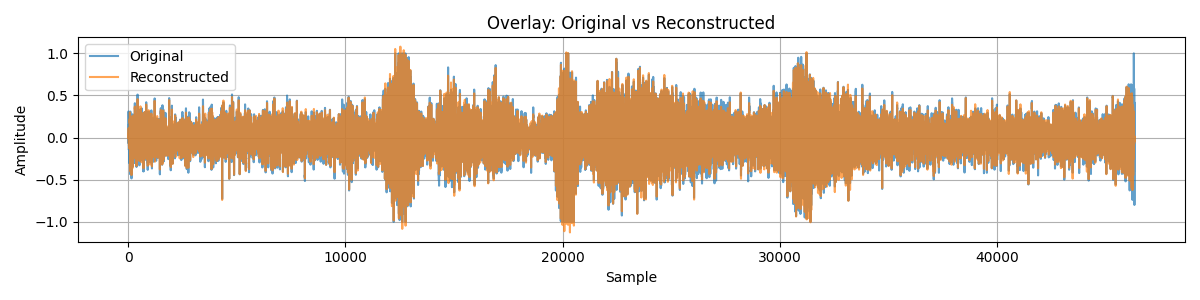 Overlay: Original vs Reconstructed
Original
Reconstructed
1.0
0.5
0.0
−0.5
−1.0
Amplitude
0 10000 20000 30000 40000
Sample